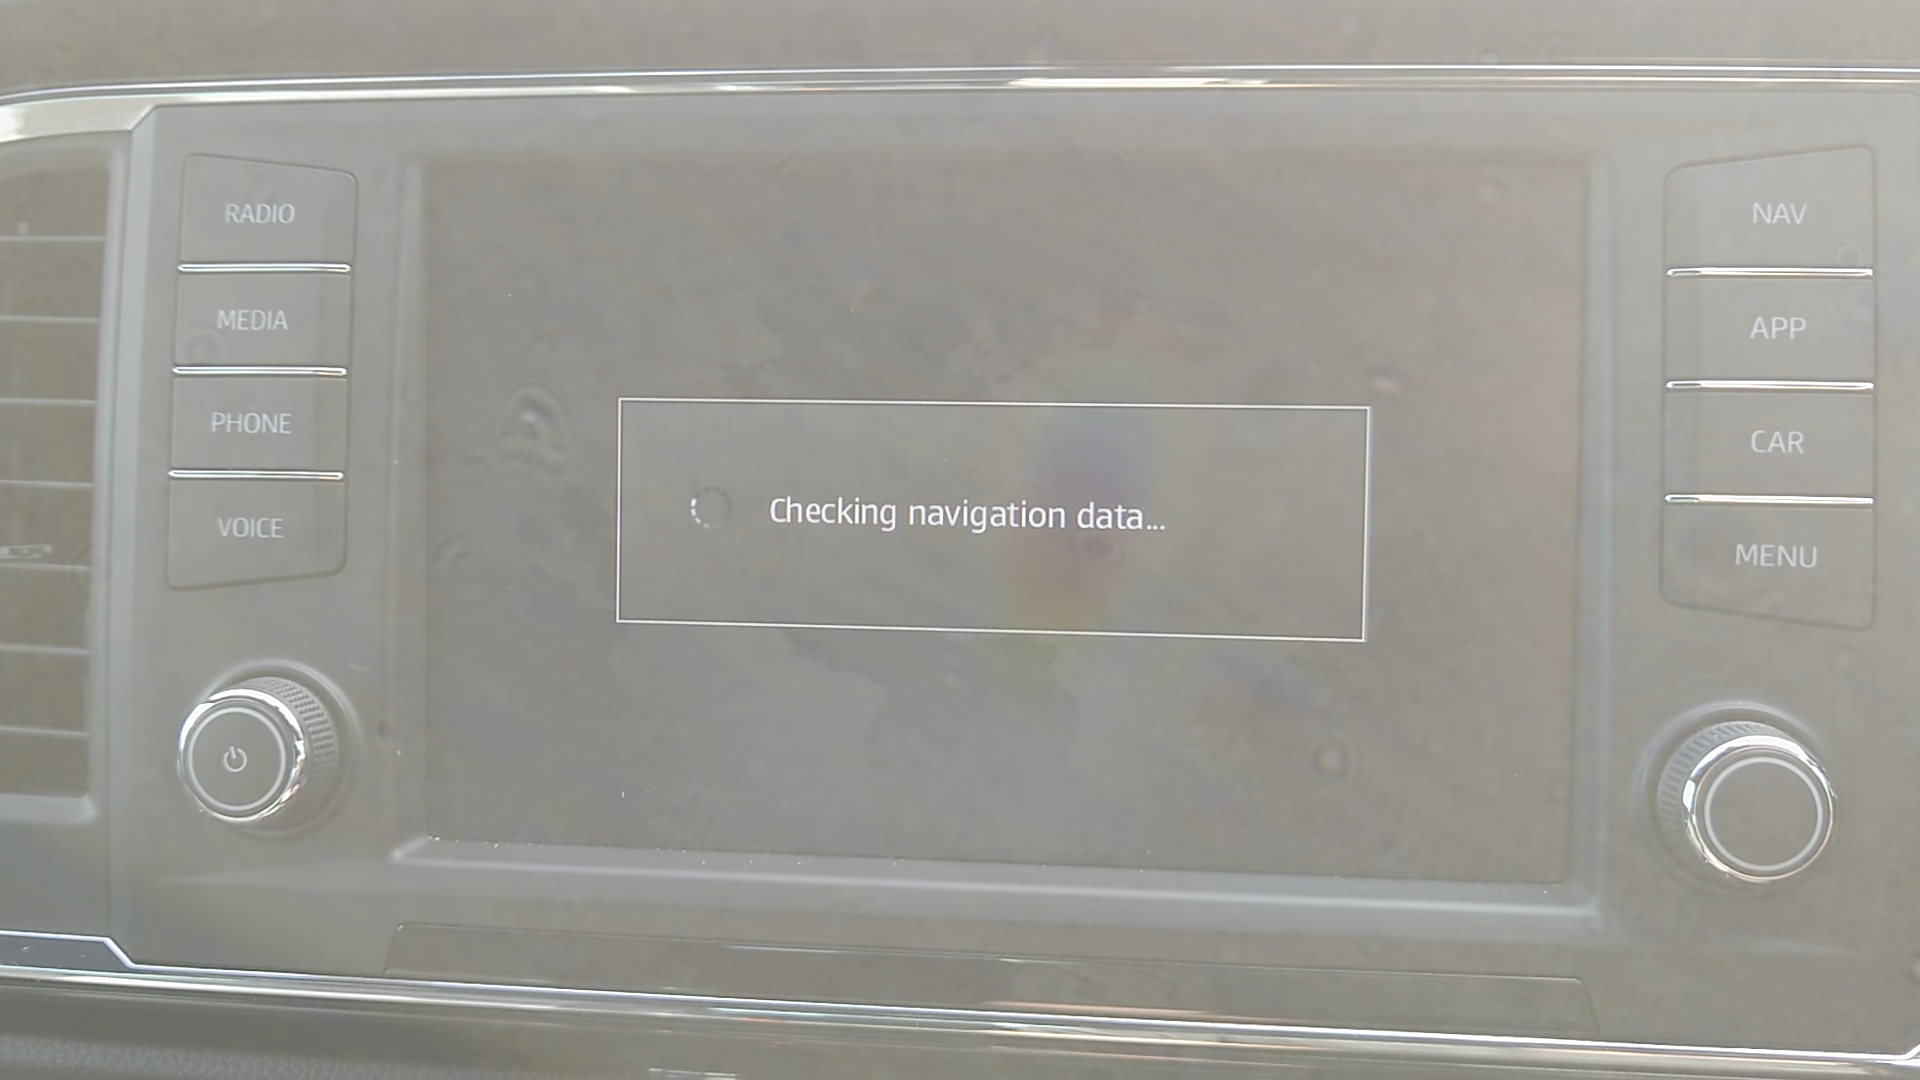 RADIO
MEDIA
PHONE
VOICE
Checking navigation data...
NAV
APP
CAR
MENU